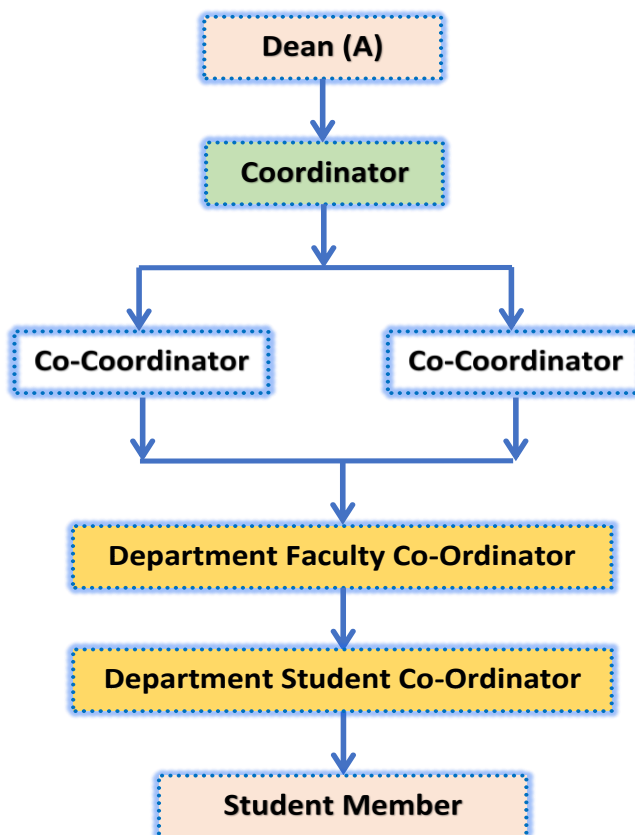 Dean (A)
Coordinator
Co-Coordinator
Co-Coordinator
Department Faculty Co-Ordinator
Department Student Co-Ordinator
Student Member